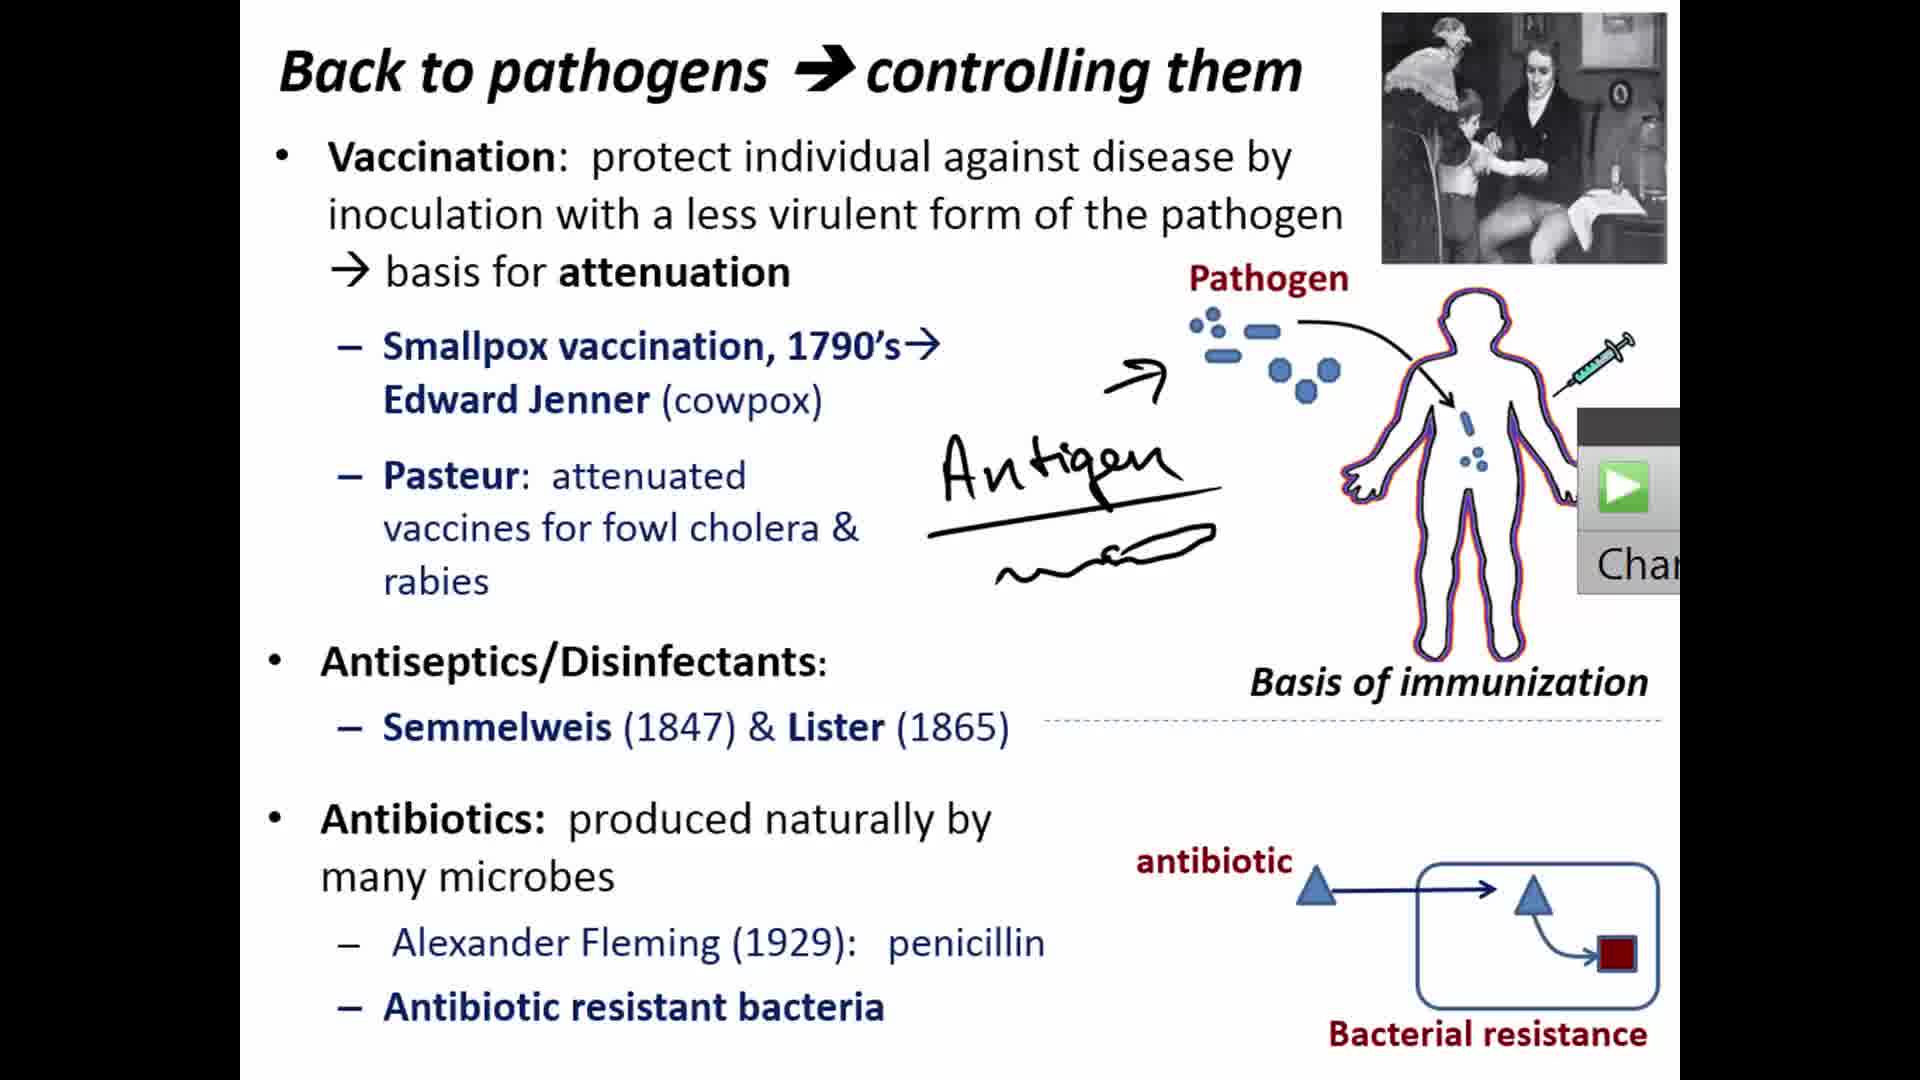 Back to pathogens → controlling them
• Vaccination: protect individual against disease by
inoculation with a less virulent form of the pathogen
→ basis for attenuation
Pathogen
– Smallpox vaccination, 1790's→
Edward Jenner (cowpox)
Antigen
– Pasteur: attenuated
vaccines for fowl cholera &
rabies
Char
• Antiseptics/Disinfectants:
Basis of immunization
– Semmelweis (1847) & Lister (1865)
• Antibiotics: produced naturally by
many microbes
antibiotic
– Alexander Fleming (1929): penicillin
– Antibiotic resistant bacteria
Bacterial resistance